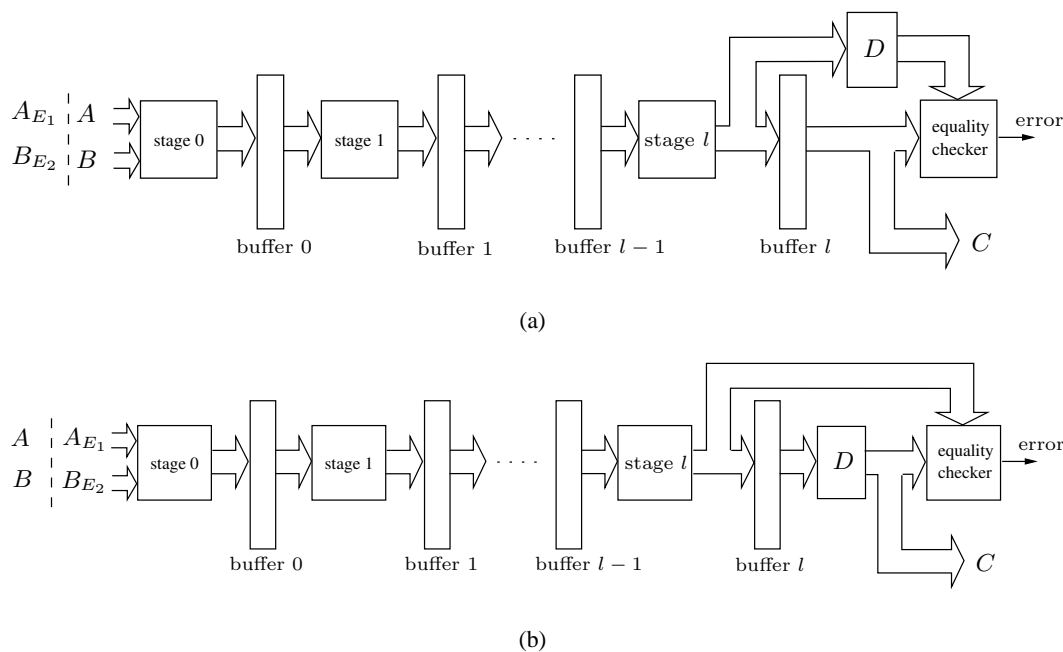 D
A_{E_1} A
B_{E_2} B
stage 0
stage 1
. . . .
stage l
equality
checker
error
buffer 0
buffer 1
buffer l − 1
buffer l
C
(a)
A A_{E_1}
B B_{E_2}
stage 0
stage 1
. . . .
stage l
D
equality
checker
error
buffer 0
buffer 1
buffer l − 1
buffer l
C
(b)